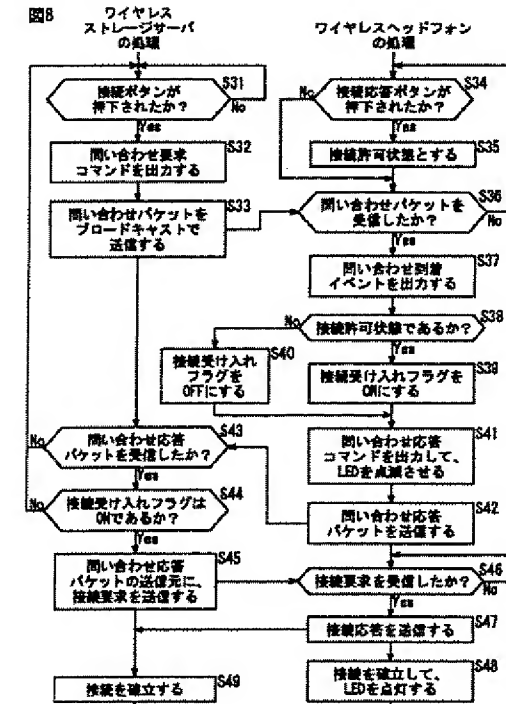 図8
ワイヤレス
ストレージサーバ
の処理
ワイヤレスヘッドフォン
の処理
接続ボタンが
押下されたか?
S31
No
Yes
問い合わせ要求
コマンドを出力する
S32
問い合わせパケットを
ブロードキャストで
送信する
S33
接続応答ボタンが
押下されたか?
S34
No
Yes
接続許可状態とする
S35
問い合わせパケットを
受信したか?
S36
No
Yes
問い合わせ到着
イベントを出力する
S37
接続許可状態であるか?
S38
No
Yes
接続受け入れフラグを
ONにする
S39
接続受け入れ
フラグを
OFFにする
S40
問い合わせ応答
コマンドを出力して、
LEDを点滅させる
S41
問い合わせ応答
パケットを送信する
S42
問い合わせ応答
パケットを受信したか?
S43
No
Yes
接続受け入れフラグは
ONであるか?
S44
No
Yes
問い合わせ応答
パケットの送信元に、
接続要求を送信する
S45
接続要求を受信したか?
S46
No
Yes
接続応答を送信する
S47
接続を確立して、
LEDを点灯する
S48
接続を確立する
S49